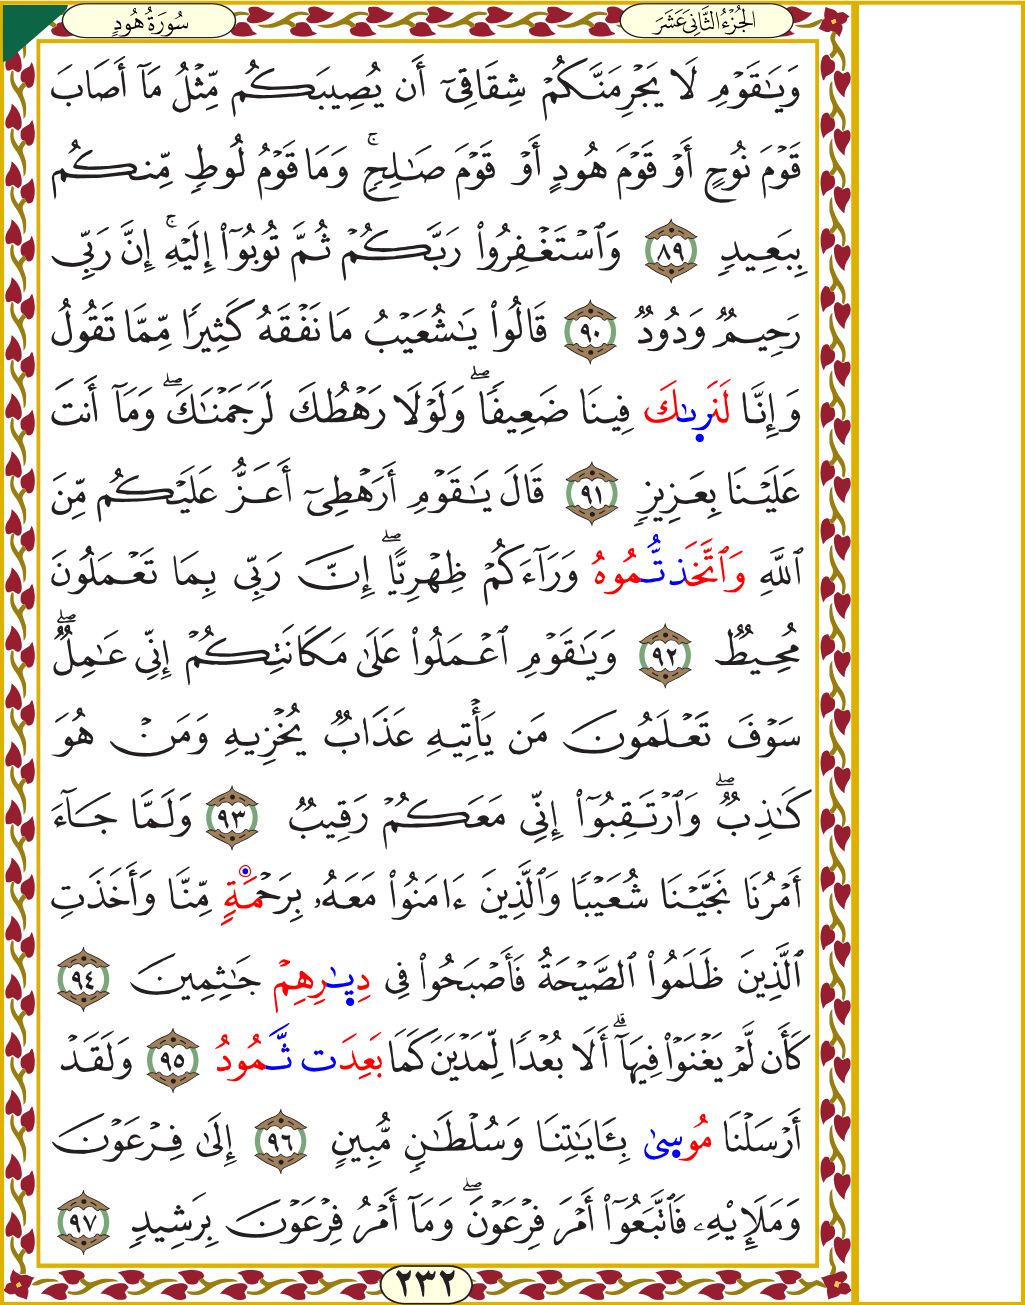 الجُزْءُ الثَّانِيَ عَشَرَ
سُورَةُ هُودٍ
وَيَٰقَوْمِ لَا يَجْرِمَنَّكُمْ شِقَاقِيٓ أَن يُصِيبَكُم مِّثْلُ مَآ أَصَابَ
قَوْمَ نُوحٍ أَوْ قَوْمَ هُودٍ أَوْ قَوْمَ صَٰلِحٍۚ وَمَا قَوْمُ لُوطٍ مِّنكُم
بِبَعِيدٍ ٨٩ وَٱسْتَغْفِرُوا۟ رَبَّكُمْ ثُمَّ تُوبُوٓا۟ إِلَيْهِۚ إِنَّ رَبِّى
رَحِيمٌ وَدُودٌ ٩٠ قَالُوا۟ يَٰشُعَيْبُ مَا نَفْقَهُ كَثِيرًا مِّمَّا تَقُولُ
وَإِنَّا لَنَرٜىٰكَ فِينَا ضَعِيفًاۖ وَلَوْلَا رَهْطُكَ لَرَجَمْنَٰكَۖ وَمَآ أَنتَ
عَلَيْنَا بِعَزِيزٍ ٩١ قَالَ يَٰقَوْمِ أَرَهْطِىٓ أَعَزُّ عَلَيْكُم مِّنَ
ٱللَّهِ وَٱتَّخَذتُّمُوهُ وَرَآءَكُمْ ظِهْرِيًّاۖ إِنَّ رَبِّى بِمَا تَعْمَلُونَ
مُحِيطٌ ٩٢ وَيَٰقَوْمِ ٱعْمَلُوا۟ عَلَىٰ مَكَانَتِكُمْ إِنِّى عَٰمِلٌۖ
سَوْفَ تَعْلَمُونَ مَن يَأْتِيهِ عَذَابٌ يُخْزِيهِ وَمَنْ هُوَ
كَٰذِبٌۖ وَٱرْتَقِبُوٓا۟ إِنِّى مَعَكُمْ رَقِيبٌ ٩٣ وَلَمَّا جَآءَ
أَمْرُنَا نَجَّيْنَا شُعَيْبًا وَٱلَّذِينَ ءَامَنُوا۟ مَعَهُۥ بِرَحْمَةٍ مِّنَّا وَأَخَذَتِ
ٱلَّذِينَ ظَلَمُوا۟ ٱلصَّيْحَةُ فَأَصْبَحُوا۟ فِى دِيٰٜرِهِمْ جَٰثِمِينَ ٩٤
كَأَن لَّمْ يَغْنَوْا۟ فِيهَآۗ أَلَا بُعْدًا لِّمَدْيَنَ كَمَا بَعِدَت ثَّمُودُ ٩٥ وَلَقَدْ
أَرْسَلْنَا مُوسٜىٰ بِـَٔايَٰتِنَا وَسُلْطَٰنٍ مُّبِينٍ ٩٦ إِلَىٰ فِرْعَوْنَ
وَمَلَإِي۟هِۦ فَٱتَّبَعُوٓا۟ أَمْرَ فِرْعَوْنَۖ وَمَآ أَمْرُ فِرْعَوْنَ بِرَشِيدٍ ٩٧
٢٣٢